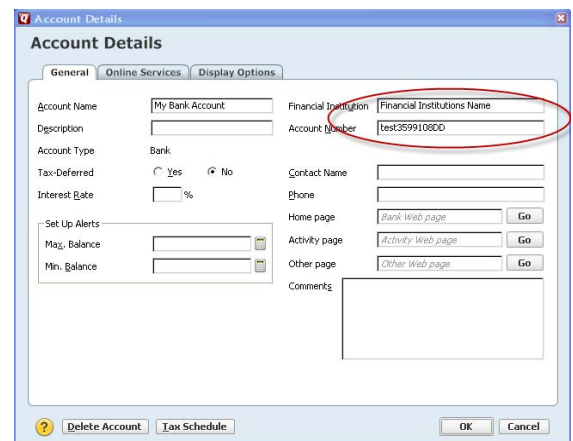 Account Details
Account Details
General Online Services Display Options
Account Name My Bank Account
Description
Account Type Bank
Tax-Deferred Yes No
Interest Rate %
Set Up Alerts
Max. Balance
Min. Balance
Financial Institution Financial Institutions Name
Account Number test3599108DD
Contact Name
Phone
Home page Bank Web page Go
Activity page Activity Web page Go
Other page Other Web page Go
Comments
? Delete Account Tax Schedule OK Cancel